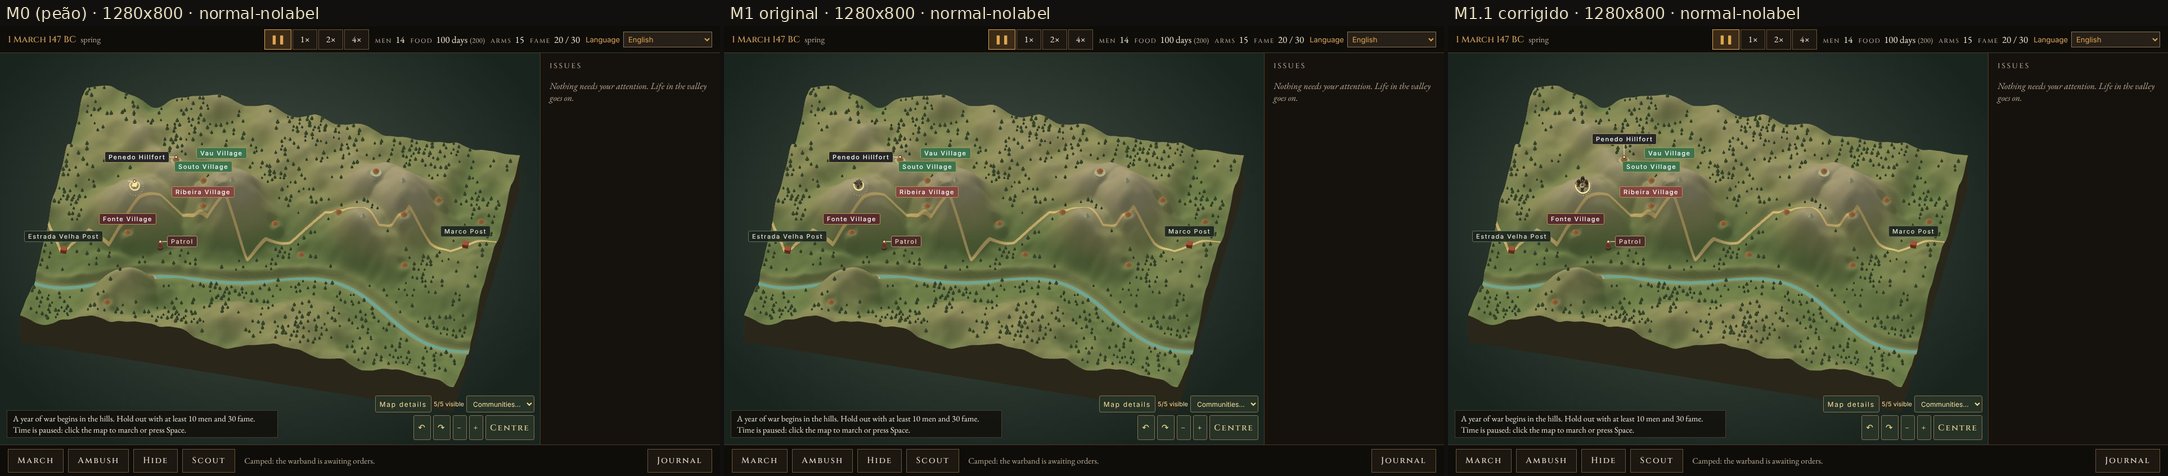 M0 (peão) · 1280x800 · normal-nolabel
1 MARCH 147 BC spring
1× 2× 4×
MEN 14 FOOD 100 days (200) ARMS 15 FAME 20 / 30 Language English
ISSUES
Nothing needs your attention. Life in the valley
goes on.
Penedo Hillfort
Vau Village
Souto Village
Ribeira Village
Fonte Village
Estrada Velha Post
Patrol
Marco Post
Map details 5/5 visible Communities...
A year of war begins in the hills. Hold out with at least 10 men and 30 fame.
Time is paused: click the map to march or press Space.
↶ ↷ − + CENTRE
MARCH AMBUSH HIDE SCOUT Camped: the warband is awaiting orders. JOURNAL
M1 original · 1280x800 · normal-nolabel
1 MARCH 147 BC spring
1× 2× 4×
MEN 14 FOOD 100 days (200) ARMS 15 FAME 20 / 30 Language English
ISSUES
Nothing needs your attention. Life in the valley
goes on.
Penedo Hillfort
Vau Village
Souto Village
Ribeira Village
Fonte Village
Estrada Velha Post
Patrol
Marco Post
Map details 5/5 visible Communities...
A year of war begins in the hills. Hold out with at least 10 men and 30 fame.
Time is paused: click the map to march or press Space.
↶ ↷ − + CENTRE
MARCH AMBUSH HIDE SCOUT Camped: the warband is awaiting orders. JOURNAL
M1.1 corrigido · 1280x800 · normal-nolabel
1 MARCH 147 BC spring
1× 2× 4×
MEN 14 FOOD 100 days (200) ARMS 15 FAME 20 / 30 Language English
ISSUES
Nothing needs your attention. Life in the valley
goes on.
Penedo Hillfort
Vau Village
Souto Village
Ribeira Village
Fonte Village
Estrada Velha Post
Patrol
Marco Post
Map details 5/5 visible Communities...
A year of war begins in the hills. Hold out with at least 10 men and 30 fame.
Time is paused: click the map to march or press Space.
↶ ↷ − + CENTRE
MARCH AMBUSH HIDE SCOUT Camped: the warband is awaiting orders. JOURNAL